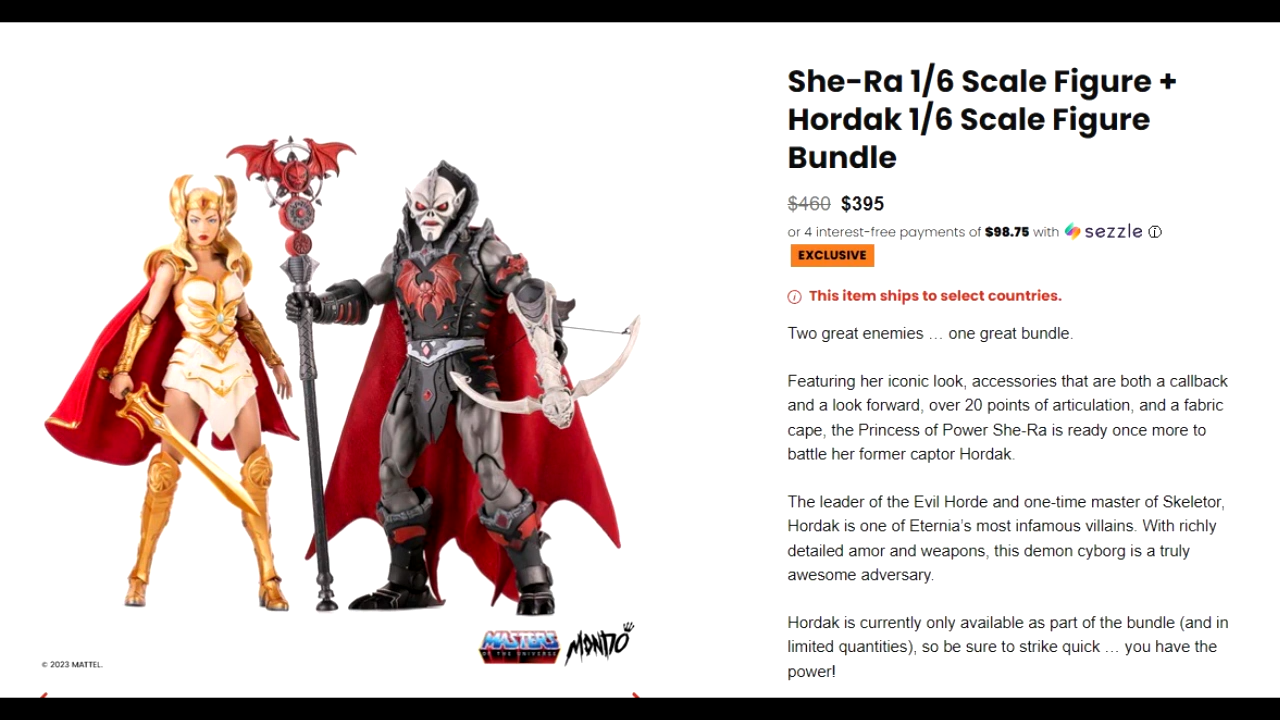 She-Ra 1/6 Scale Figure +
Hordak 1/6 Scale Figure
Bundle
$460 $395
or 4 interest-free payments of $98.75 with sezzle
EXCLUSIVE
This item ships to select countries.
Two great enemies … one great bundle.
Featuring her iconic look, accessories that are both a callback
and a look forward, over 20 points of articulation, and a fabric
cape, the Princess of Power She-Ra is ready once more to
battle her former captor Hordak.
The leader of the Evil Horde and one-time master of Skeletor,
Hordak is one of Eternia's most infamous villains. With richly
detailed amor and weapons, this demon cyborg is a truly
awesome adversary.
Hordak is currently only available as part of the bundle (and in
limited quantities), so be sure to strike quick … you have the
power!
MASTERS
OF THE UNIVERSE
MONDO
© 2023 MATTEL.